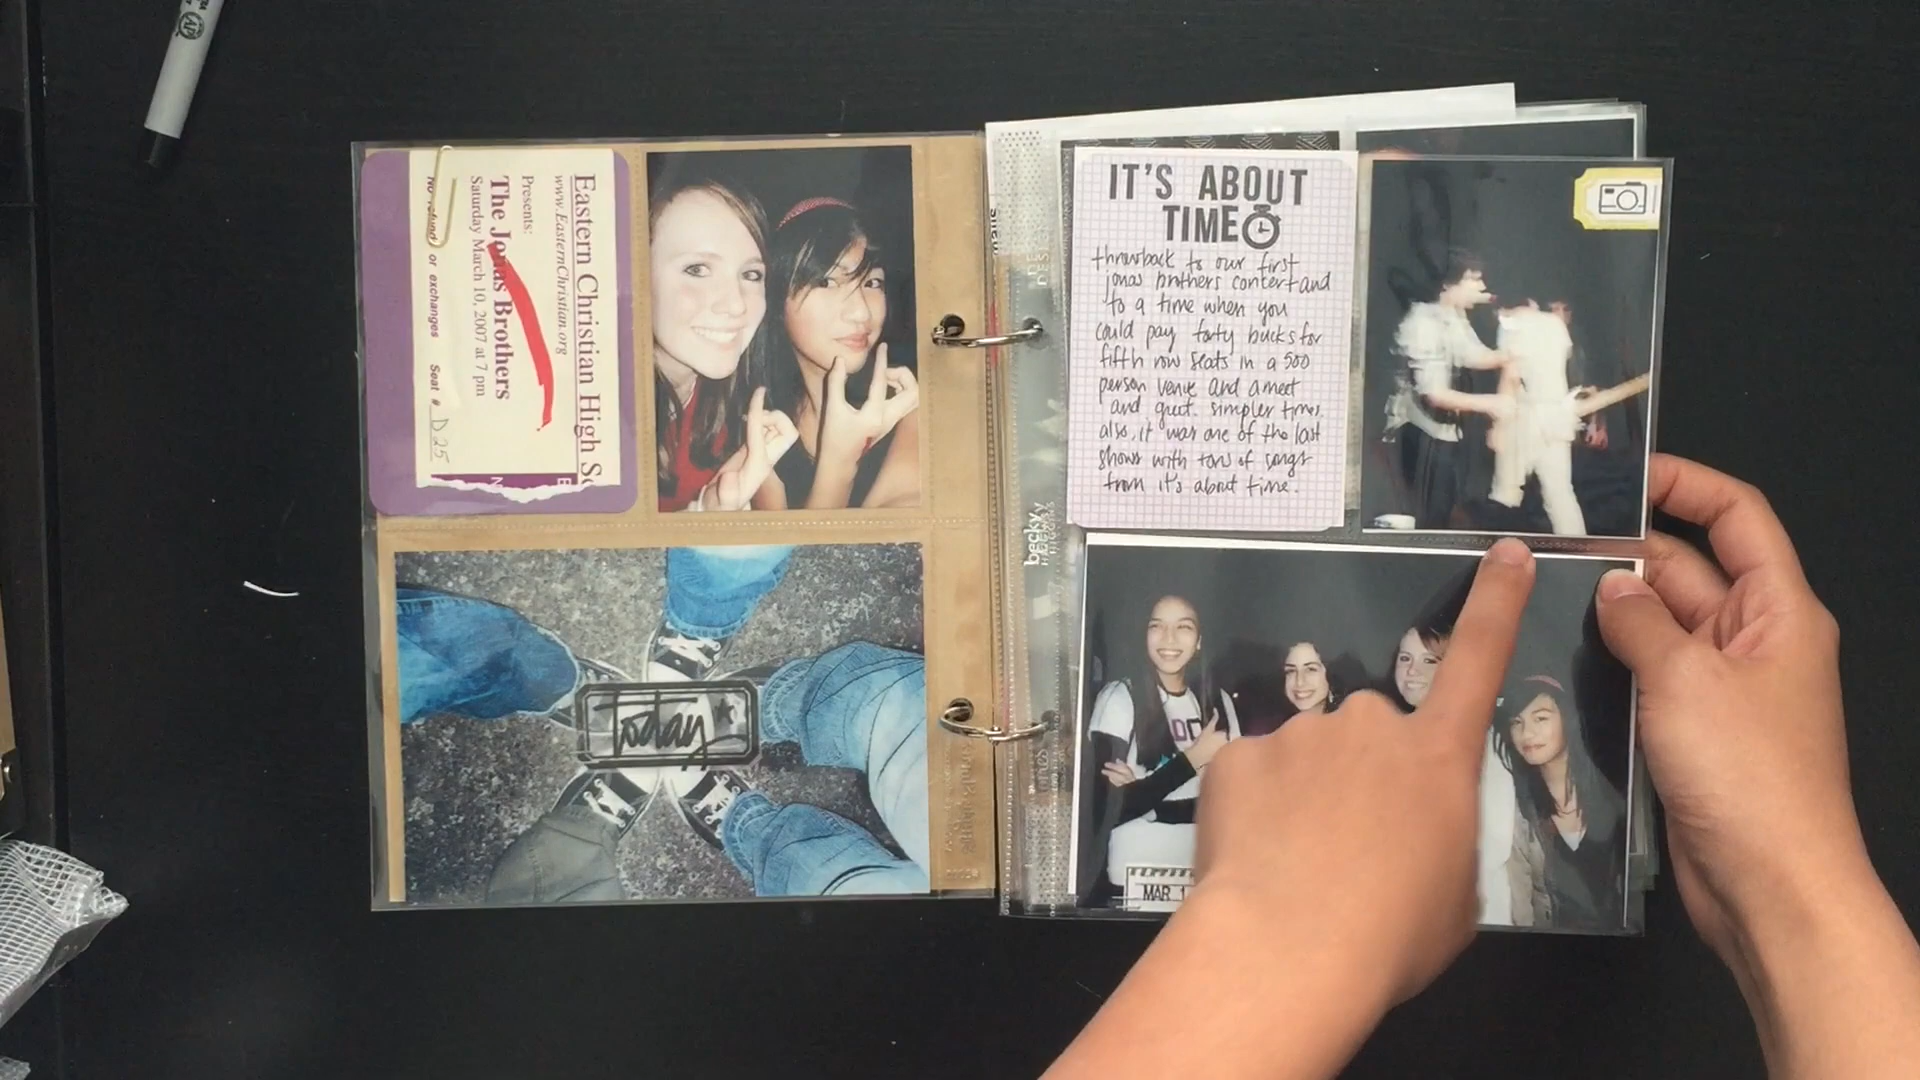 Eastern Christian High Sc
www.EasternChristian.org
Presents:
The Jonas Brothers
Saturday March 10, 2007 at 7 pm
No refund or exchanges Seat # D25
today
IT'S ABOUT
TIME
throwback to our first
jonas brothers concert and
to a time when you
could pay forty bucks for
fifth row seats in a 500
person venue and a meet
and greet. simpler times.
also, it was one of the last
shows with tons of songs
from it's about time.
becky
HIGGINS
MAR 1
AP